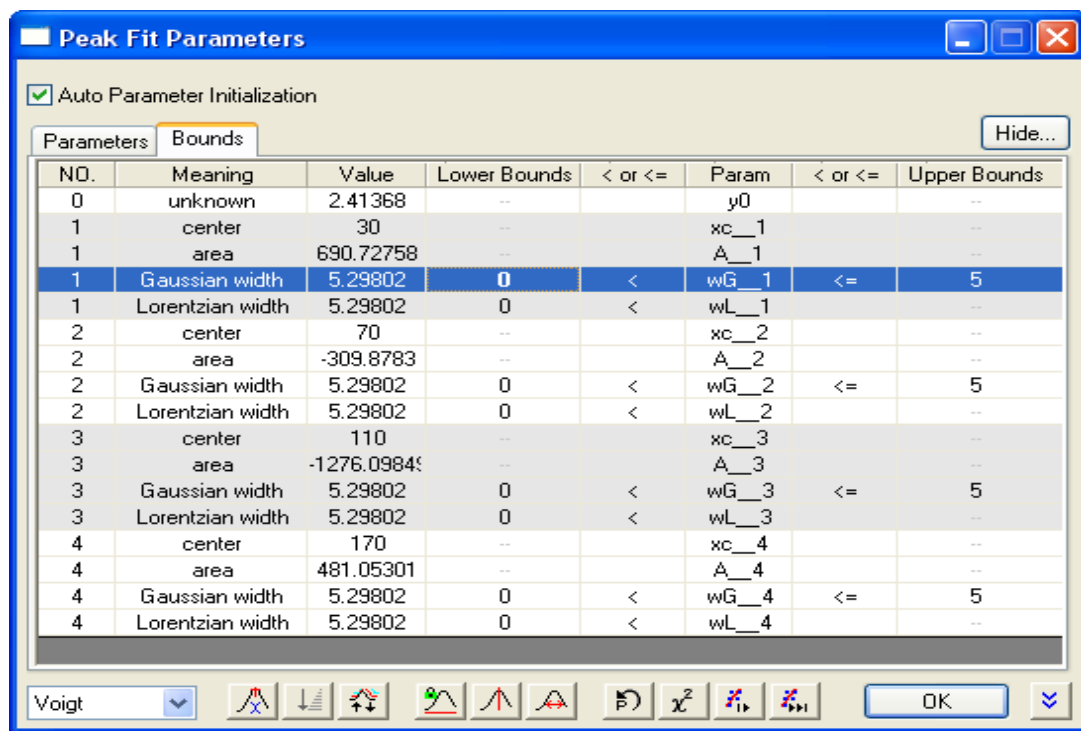 Peak Fit Parameters
Auto Parameter Initialization
Parameters Bounds Hide...
NO. Meaning Value Lower Bounds < or <= Param < or <= Upper Bounds
0 unknown 2.41368 -- y0 --
1 center 30 -- xc__1 --
1 area 690.72758 -- A__1 --
1 Gaussian width 5.29802 0 < wG__1 <= 5
1 Lorentzian width 5.29802 0 < wL__1 --
2 center 70 -- xc__2 --
2 area -309.8783 -- A__2 --
2 Gaussian width 5.29802 0 < wG__2 <= 5
2 Lorentzian width 5.29802 0 < wL__2 --
3 center 110 -- xc__3 --
3 area -1276.0984 -- A__3 --
3 Gaussian width 5.29802 0 < wG__3 <= 5
3 Lorentzian width 5.29802 0 < wL__3 --
4 center 170 -- xc__4 --
4 area 481.05301 -- A__4 --
4 Gaussian width 5.29802 0 < wG__4 <= 5
4 Lorentzian width 5.29802 0 < wL__4 --
Voigt χ² OK